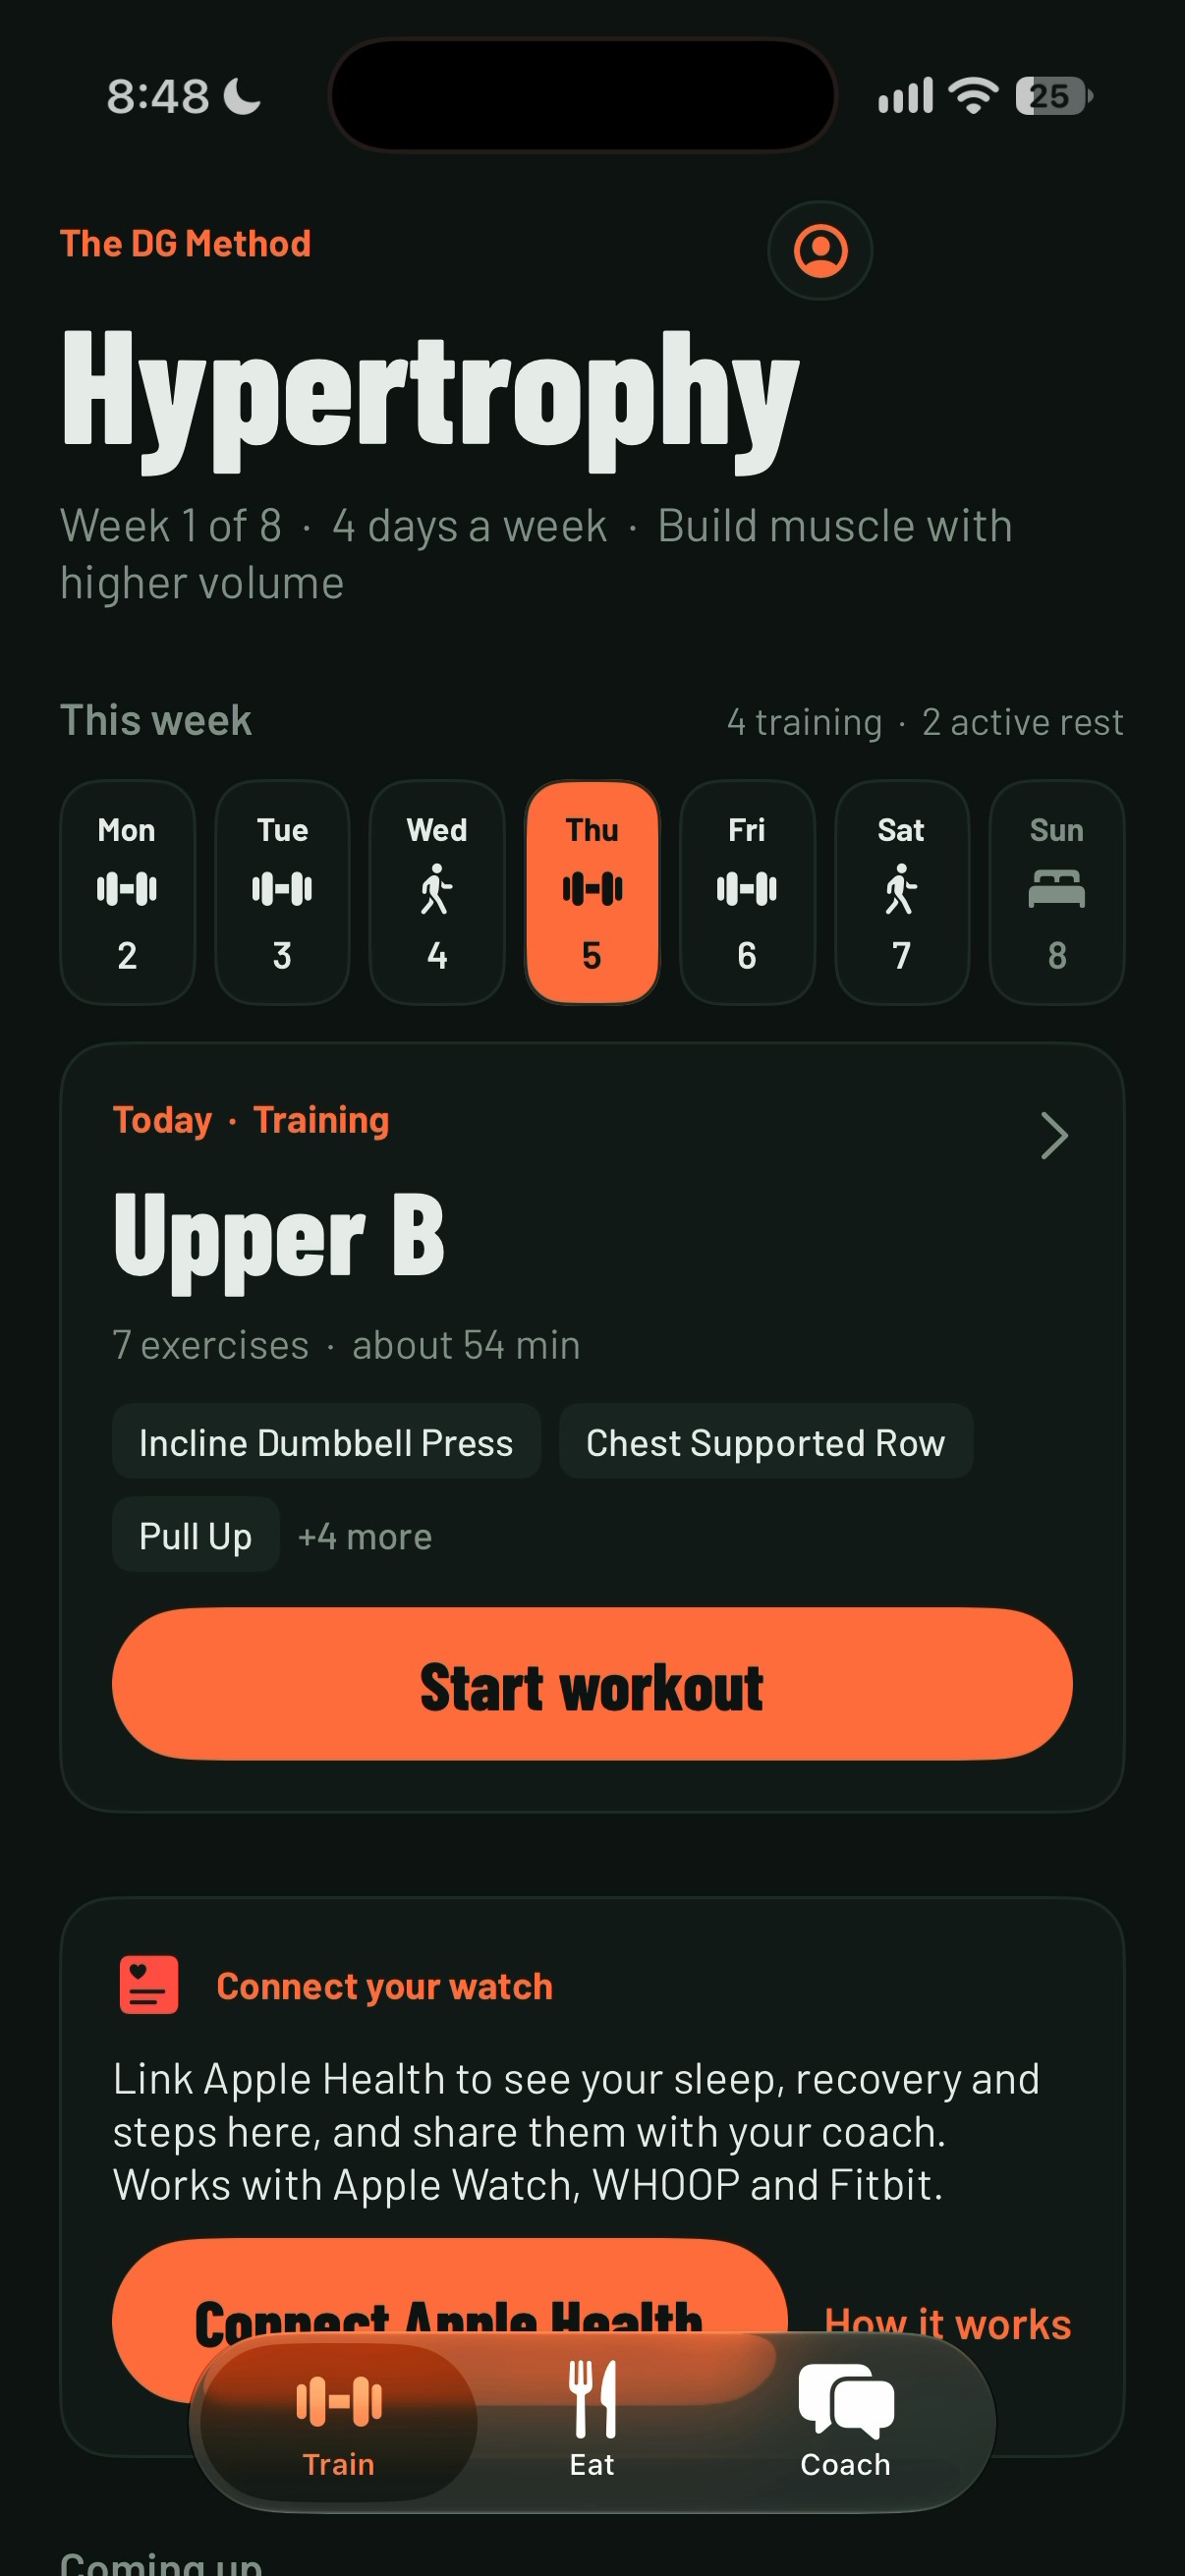 8:48
25
The DG Method
Hypertrophy
Week 1 of 8 · 4 days a week · Build muscle with
higher volume
This week
4 training · 2 active rest
Mon Tue Wed Thu Fri Sat Sun
2 3 4 5 6 7 8
Today · Training
Upper B
7 exercises · about 54 min
Incline Dumbbell Press Chest Supported Row
Pull Up +4 more
Start workout
Connect your watch
Link Apple Health to see your sleep, recovery and
steps here, and share them with your coach.
Works with Apple Watch, WHOOP and Fitbit.
Connect Apple Health How it works
Train Eat Coach
Coming up